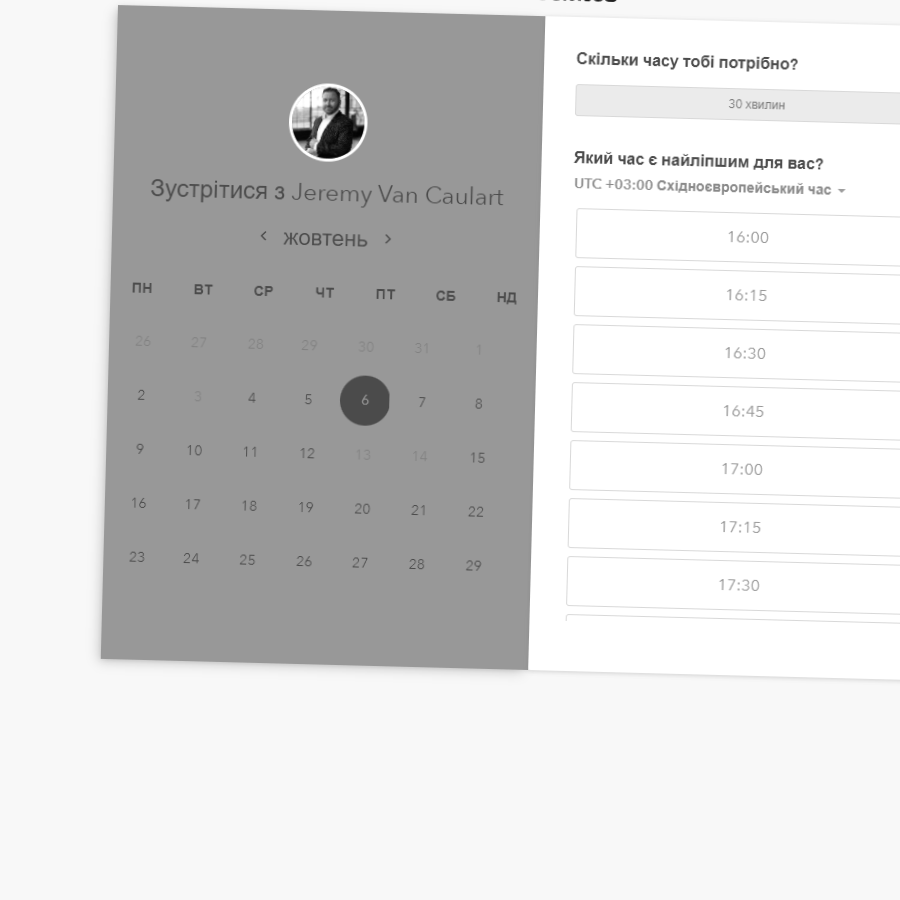 Зустрітися з Jeremy Van Caulart
жовтень
ПН ВТ СР ЧТ ПТ СБ НД
26 27 28 29 30 31 1
2 3 4 5 6 7 8
9 10 11 12 13 14 15
16 17 18 19 20 21 22
23 24 25 26 27 28 29
Скільки часу тобі потрібно?
30 хвилин
Який час є найліпшим для вас?
UTC +03:00 Східноєвропейський час
16:00
16:15
16:30
16:45
17:00
17:15
17:30